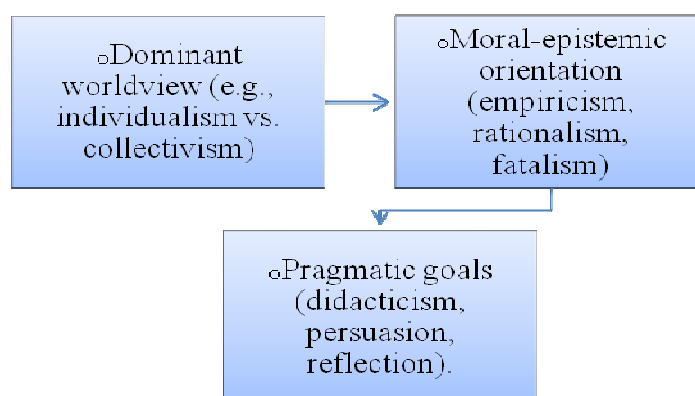 oDominant
worldview (e.g.,
individualism vs.
collectivism)
oMoral-epistemic
orientation
(empiricism,
rationalism,
fatalism)
oPragmatic goals
(didacticism,
persuasion,
reflection).